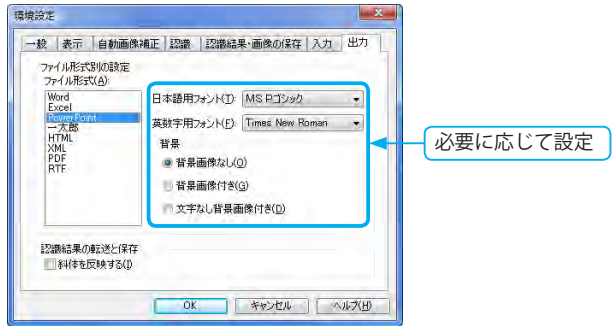 環境設定
一般 表示 自動画像補正 認識 認識結果・画像の保存 入力 出力
ファイル形式別の設定
ファイル形式(A):
Word
Excel
PowerPoint
一太郎
HTML
XML
PDF
RTF
日本語用フォント(T): MS Pゴシック
英数字用フォント(F): Times New Roman
背景
背景画像なし(O)
背景画像付き(G)
文字なし背景画像付き(D)
必要に応じて設定
認識結果の転送と保存
斜体を反映する(I)
OK キャンセル ヘルプ(H)